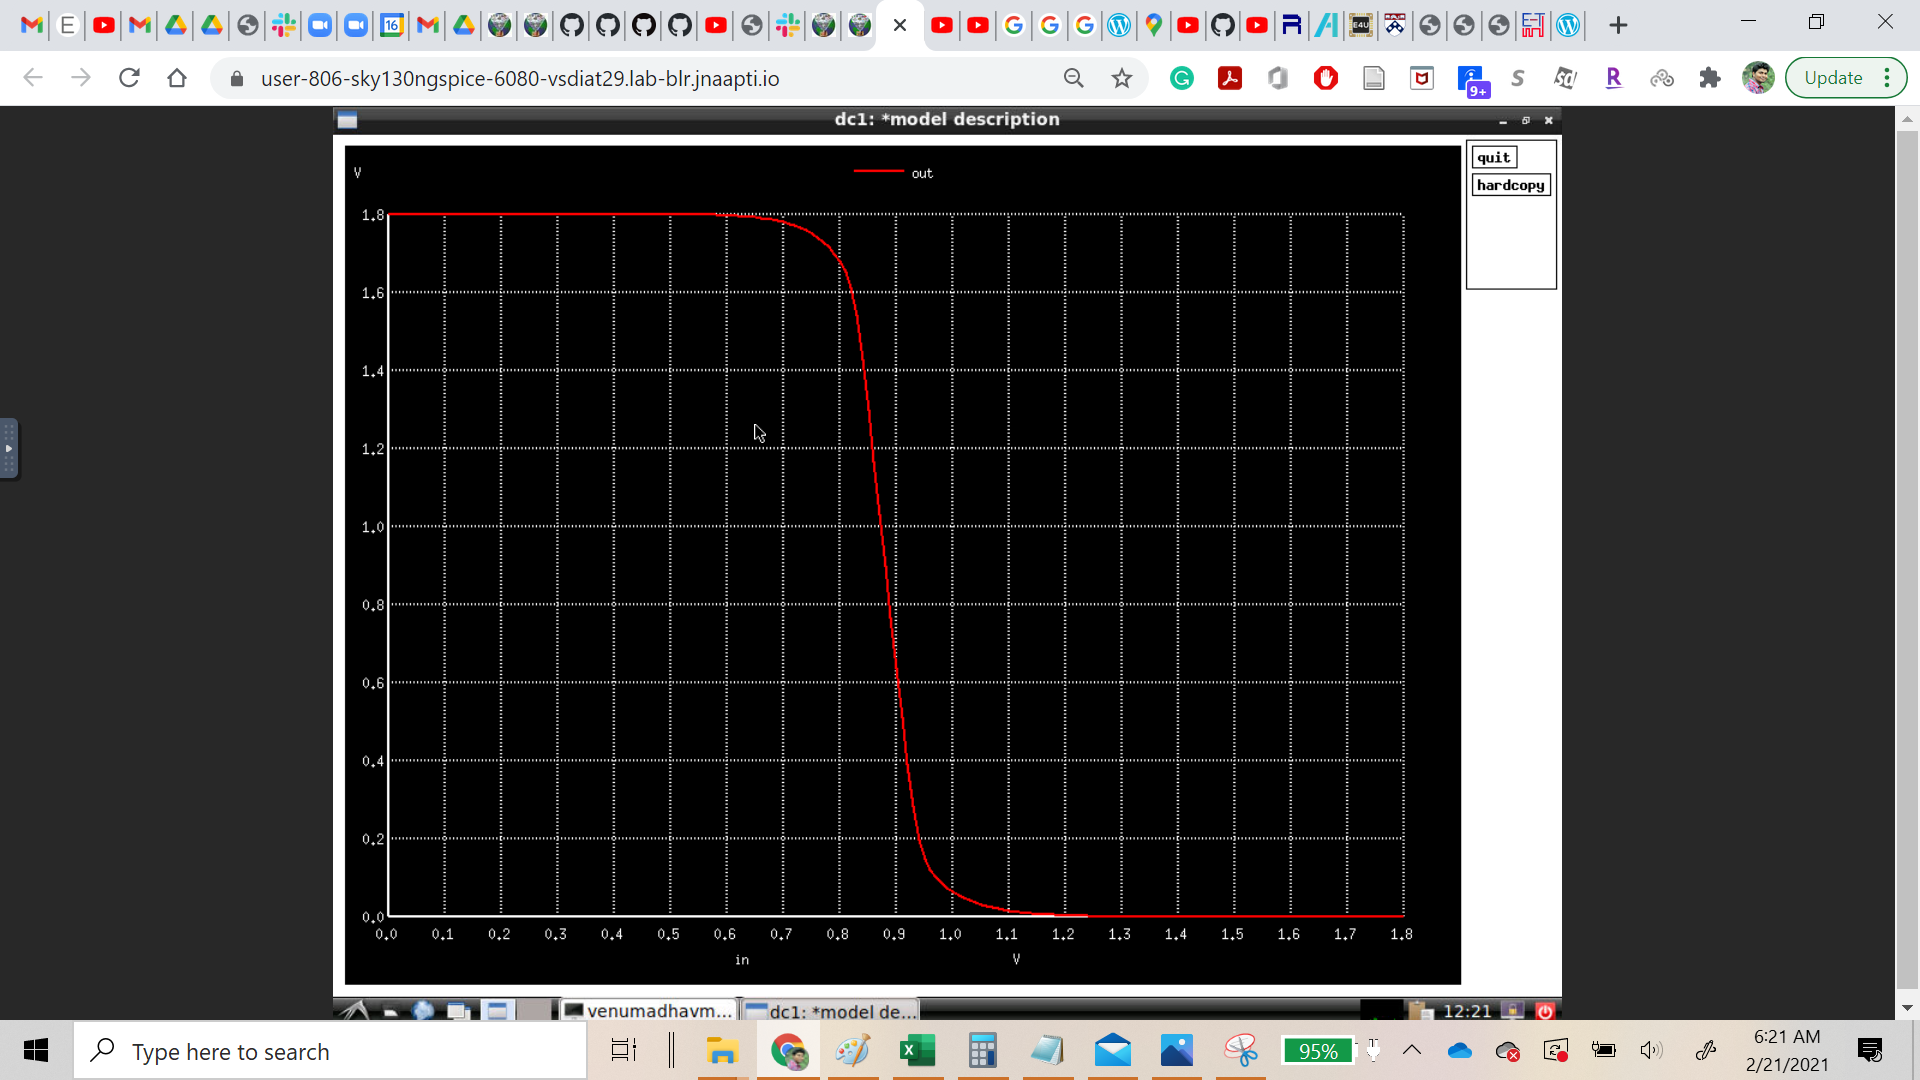 E
16
E4U
user-806-sky130ngspice-6080-vsdiat29.lab-blr.jnaapti.io
9+
Update
dc1: *model description
quit
hardcopy
V
out
1.8
1.6
1.4
1.2
1.0
0.8
0.6
0.4
0.2
0.0
0.0 0.1 0.2 0.3 0.4 0.5 0.6 0.7 0.8 0.9 1.0 1.1 1.2 1.3 1.4 1.5 1.6 1.7 1.8
in V
venumadhavm...
dc1: *model de...
12:21
Type here to search
95%
6:21 AM
2/21/2021